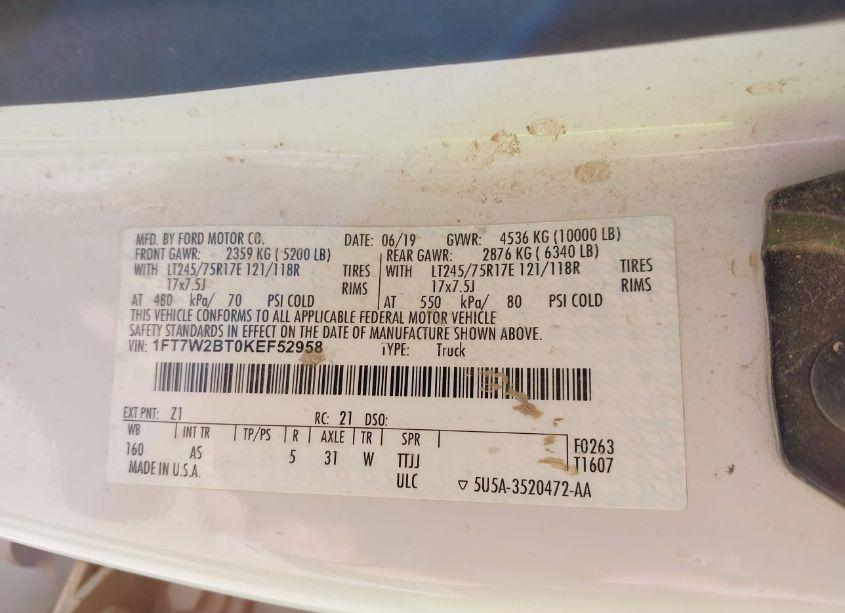 MFD. BY FORD MOTOR CO. DATE: 06/19 GVWR: 4536 KG (10000 LB)
FRONT GAWR: 2359 KG ( 5200 LB) REAR GAWR: 2876 KG ( 6340 LB)
WITH LT245/75R17E 121/118R TIRES WITH LT245/75R17E 121/118R TIRES
17x7.5J RIMS 17x7.5J RIMS
AT 480 kPa/ 70 PSI COLD AT 550 kPa/ 80 PSI COLD
THIS VEHICLE CONFORMS TO ALL APPLICABLE FEDERAL MOTOR VEHICLE
SAFETY STANDARDS IN EFFECT ON THE DATE OF MANUFACTURE SHOWN ABOVE.
VIN: 1FT7W2BT0KEF52958 TYPE: Truck
EXT PNT: Z1 RC: 21 DSO:
WB INT TR TP/PS R AXLE TR SPR F0263
160 AS 5 31 W TTJJ T1607
MADE IN U.S.A. ULC ▽ 5U5A-3520472-AA